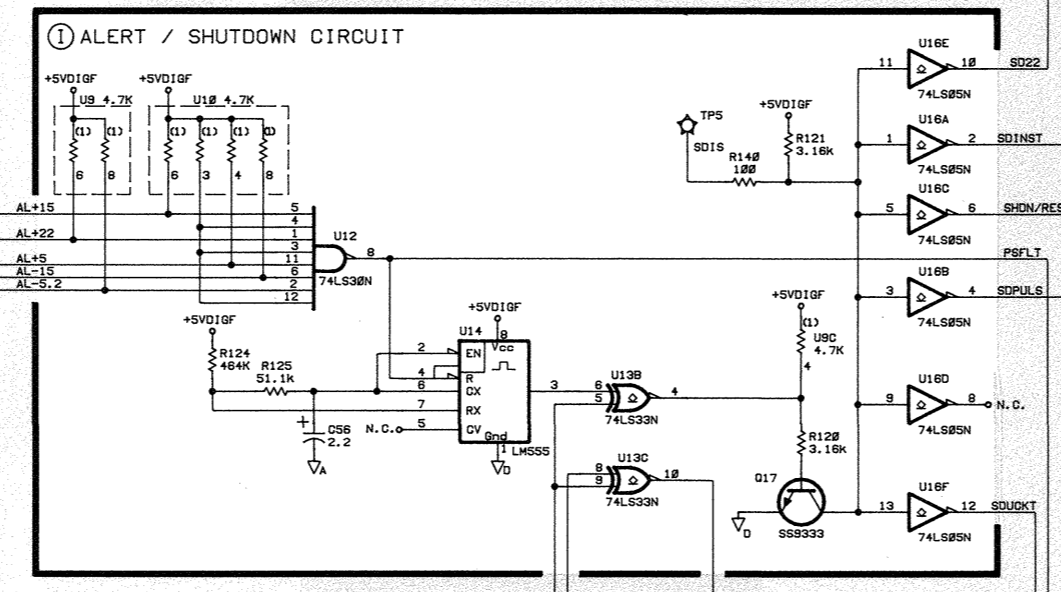 I ALERT / SHUTDOWN CIRCUIT
+5VDIGF
+5VDIGF
U9 4.7K
U10 4.7K
(1)
(1)
(1)
(1)
(1)
(1)
6
8
6
3
4
8
AL+15
AL+22
AL+5
AL-15
AL-5.2
5
4
1
3
11
6
2
12
U12
8
74LS30N
+5VDIGF
R124
464K
R125
51.1k
C56
2.2
A
+
N.C.
2
4
6
7
5
+5VDIGF
U14
8
Vcc
EN
R
CX
RX
CV
Gnd
1
LM555
D
3
U13B
6
5
4
74LS33N
U13C
8
9
10
74LS33N
TP5
SDIS
R140
100
+5VDIGF
R121
3.16k
+5VDIGF
(1)
U9C
4.7K
4
R120
3.16k
Q17
D
SS9333
U16E
11
10
SD22
74LS05N
U16A
1
2
SDINST
74LS05N
U16C
5
6
SHDN/RES
74LS05N
PSFLT
U16B
3
4
SDPULS
74LS05N
U16D
9
8
N.C.
74LS05N
U16F
13
12
SDUCKT
74LS05N